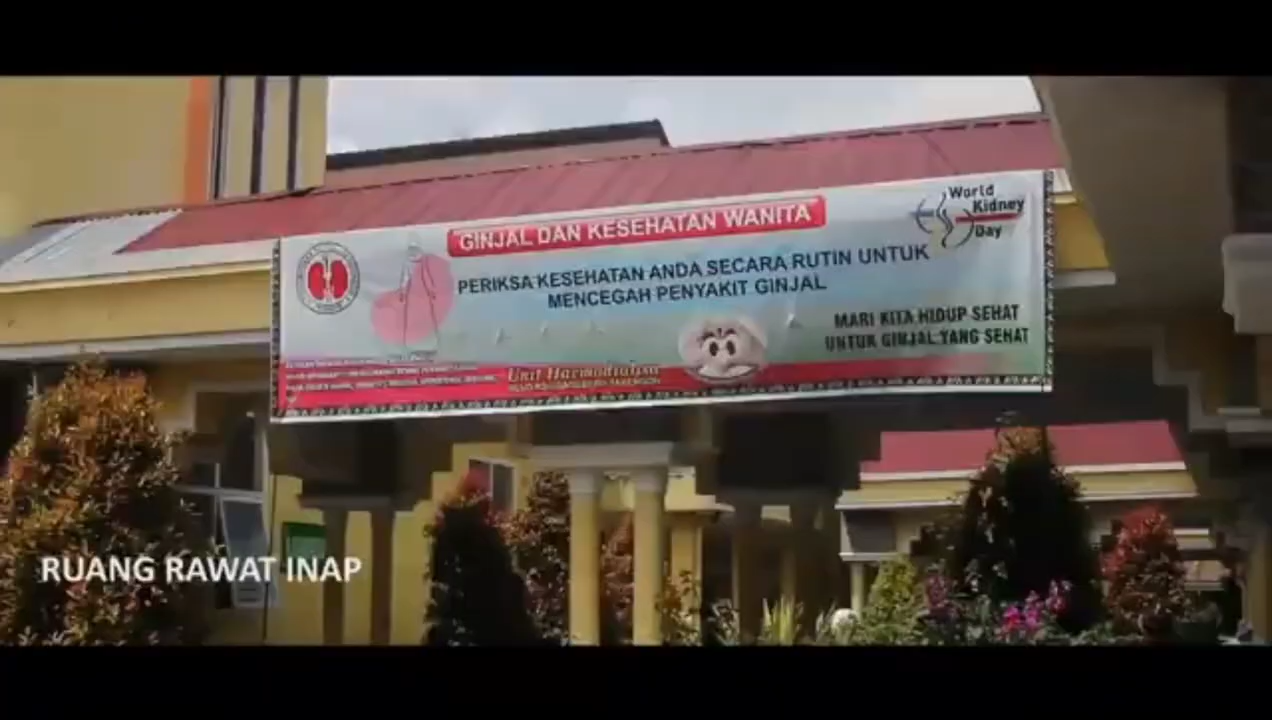 World
Kidney
Day
"GINJAL DAN KESEHATAN WANITA"
PERIKSA KESEHATAN ANDA SECARA RUTIN UNTUK
MENCEGAH PENYAKIT GINJAL
MARI KITA HIDUP SEHAT
UNTUK GINJAL YANG SEHAT
Unit Haemodialisa
RUANG RAWAT INAP